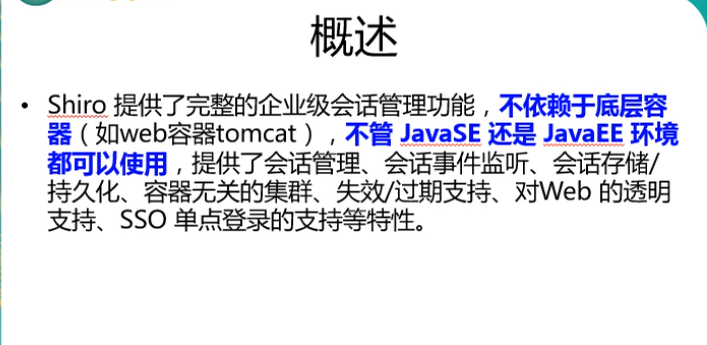 概述
• Shiro 提供了完整的企业级会话管理功能，不依赖于底层容
器（如web容器tomcat），不管 JavaSE 还是 JavaEE 环境
都可以使用，提供了会话管理、会话事件监听、会话存储/
持久化、容器无关的集群、失效/过期支持、对Web 的透明
支持、SSO 单点登录的支持等特性。